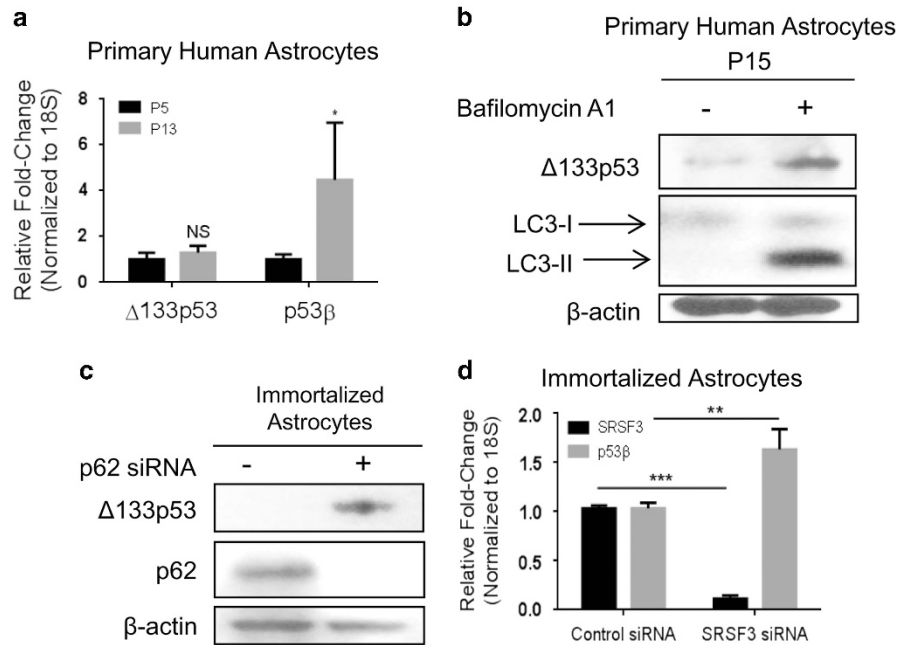 a
Primary Human Astrocytes
Relative Fold-Change
(Normalized to 18S)
8
6
4
2
0
P5
P13
NS
*
Δ133p53
p53β
b
Primary Human Astrocytes
P15
Bafilomycin A1 - +
Δ133p53
LC3-I
LC3-II
β-actin
c
Immortalized
Astrocytes
p62 siRNA - +
Δ133p53
p62
β-actin
d
Immortalized Astrocytes
Relative Fold-Change
(Normalized to 18S)
2.0
1.5
1.0
0.5
0.0
SRSF3
p53β
**
***
Control siRNA
SRSF3 siRNA